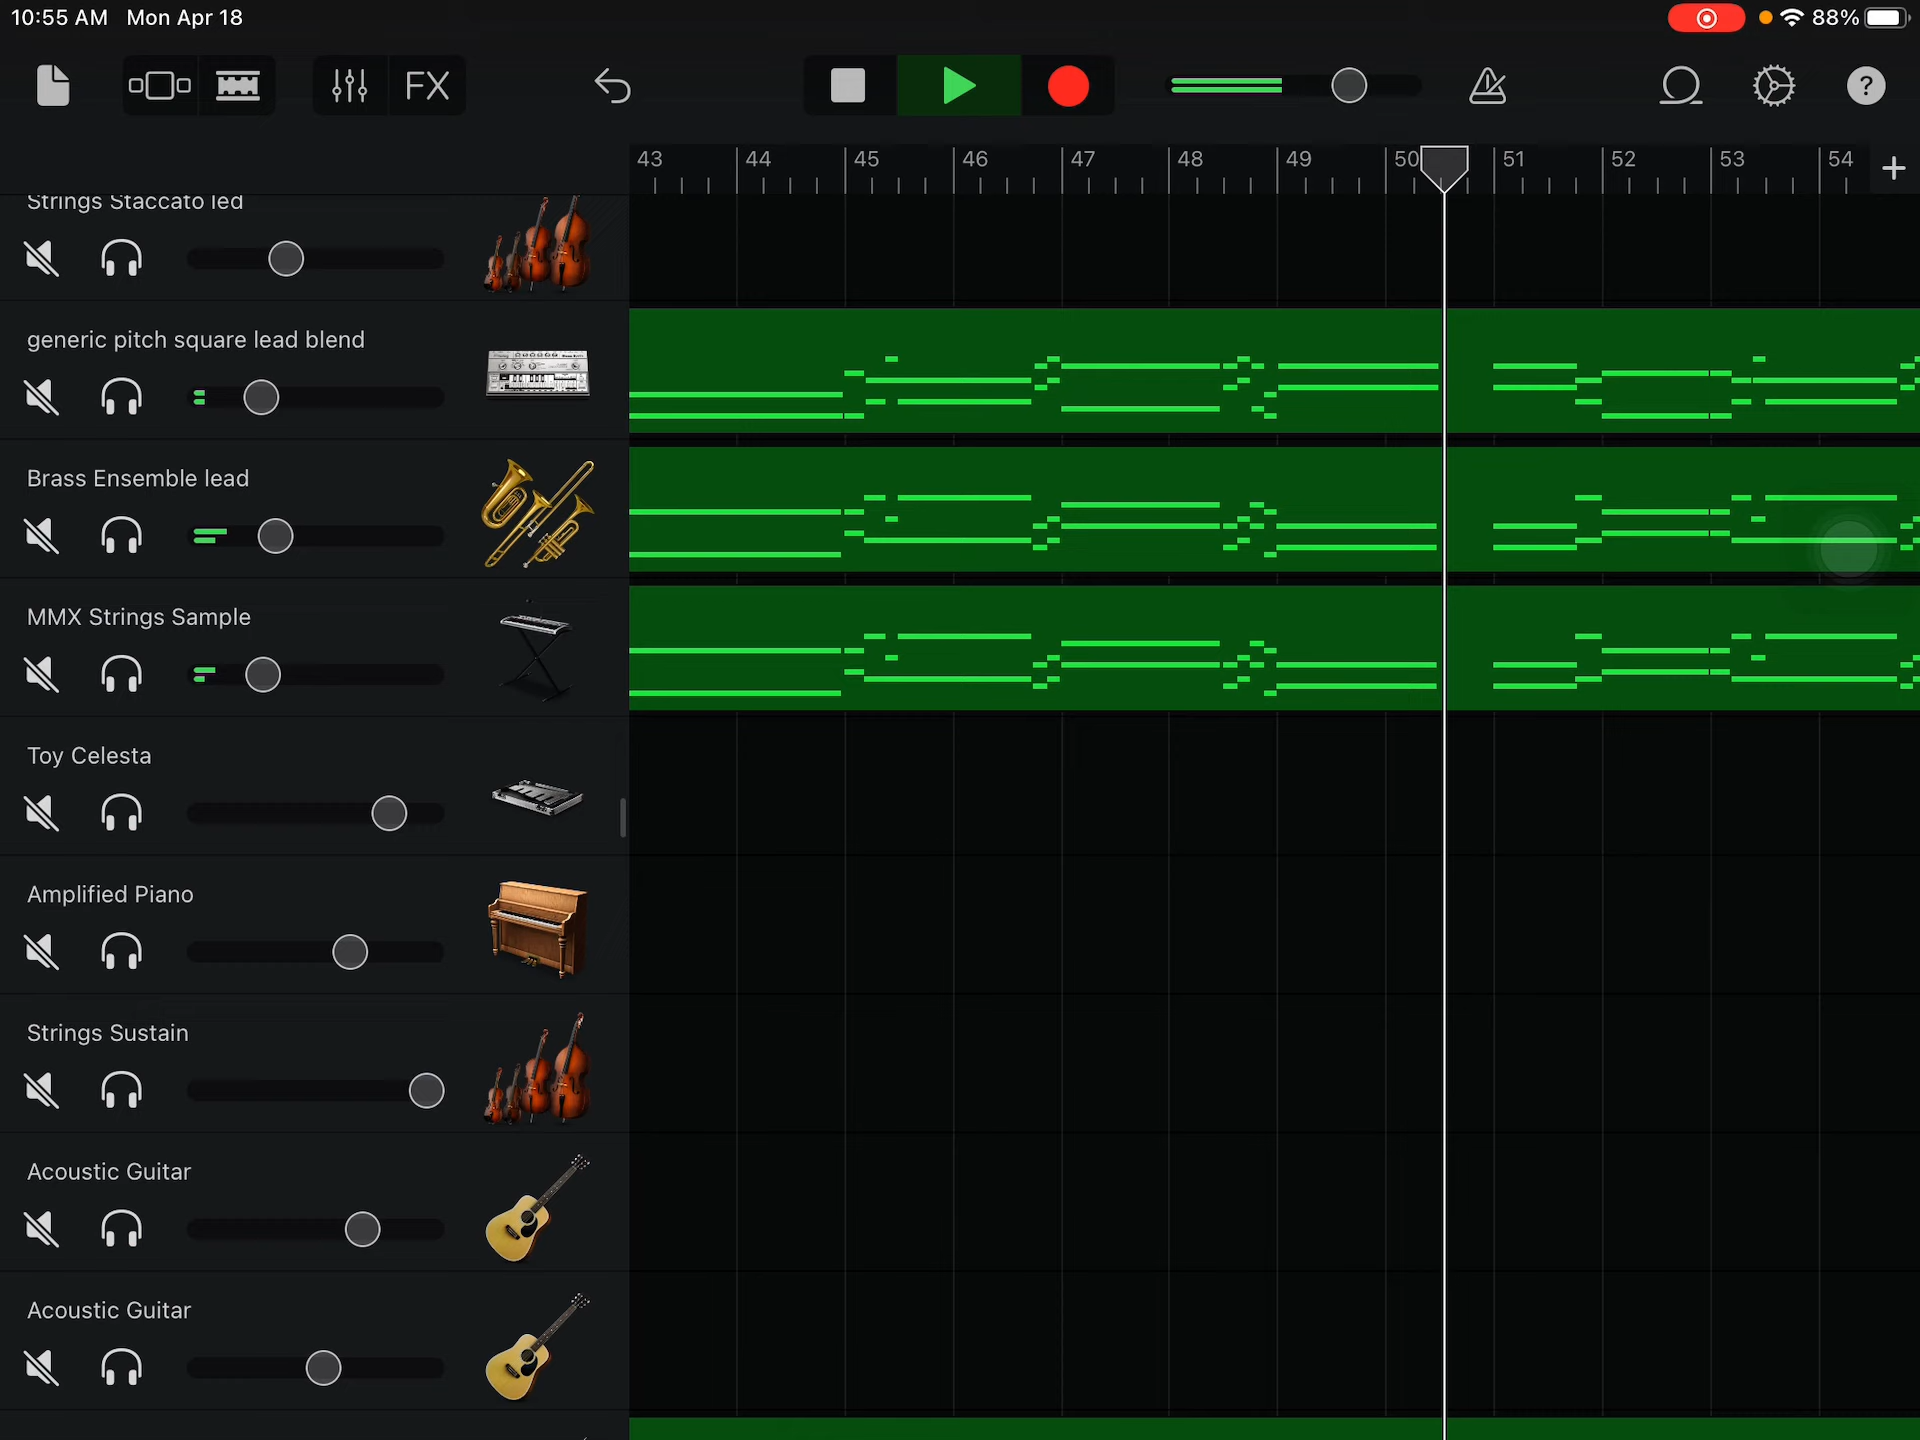 10:55 AM Mon Apr 18
88%
FX
?
43 44 45 46 47 48 49 50 51 52 53 54 +
Strings Staccato led
generic pitch square lead blend
Brass Ensemble lead
MMX Strings Sample
Toy Celesta
Amplified Piano
Strings Sustain
Acoustic Guitar
Acoustic Guitar